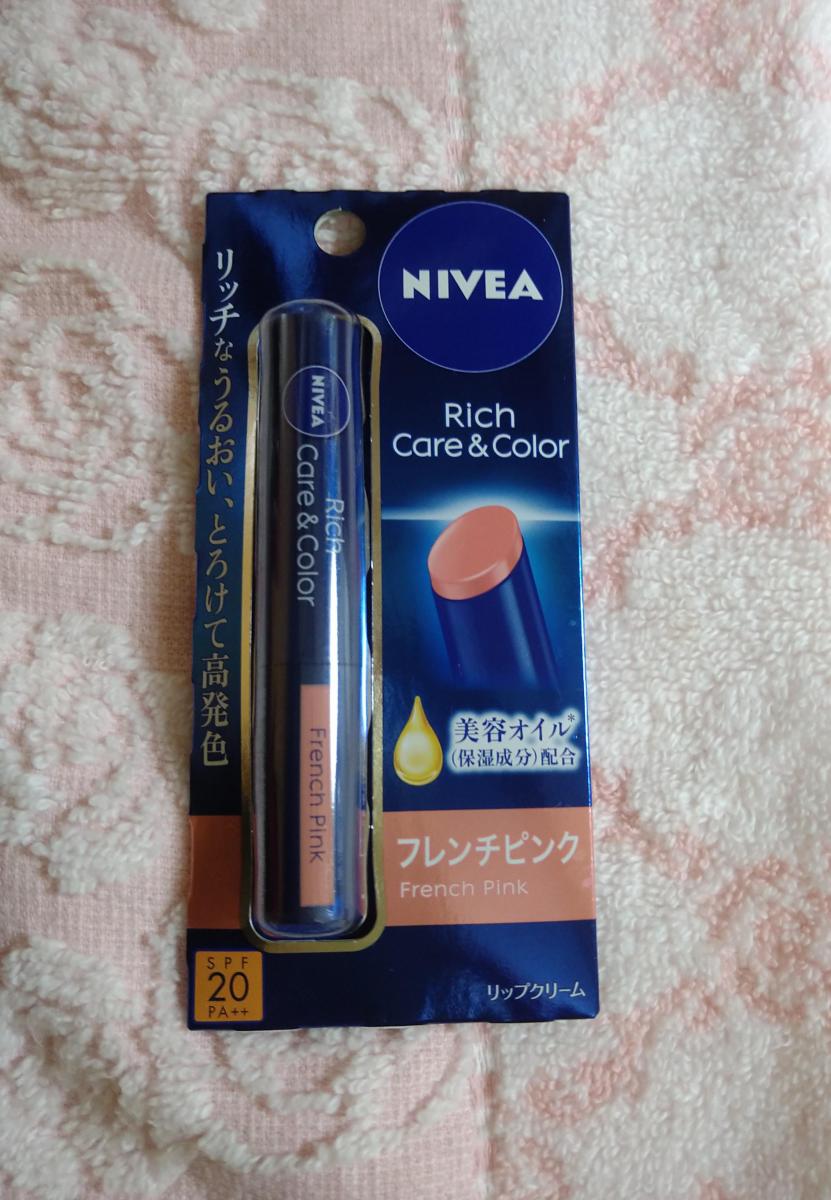 NIVEA
Rich
Care & Color
リッチなうるおい、とろけて高発色
NIVEA
Rich
Care & Color
French Pink
美容オイル*
(保湿成分)配合
フレンチピンク
French Pink
SPF
20
PA++
リップクリーム